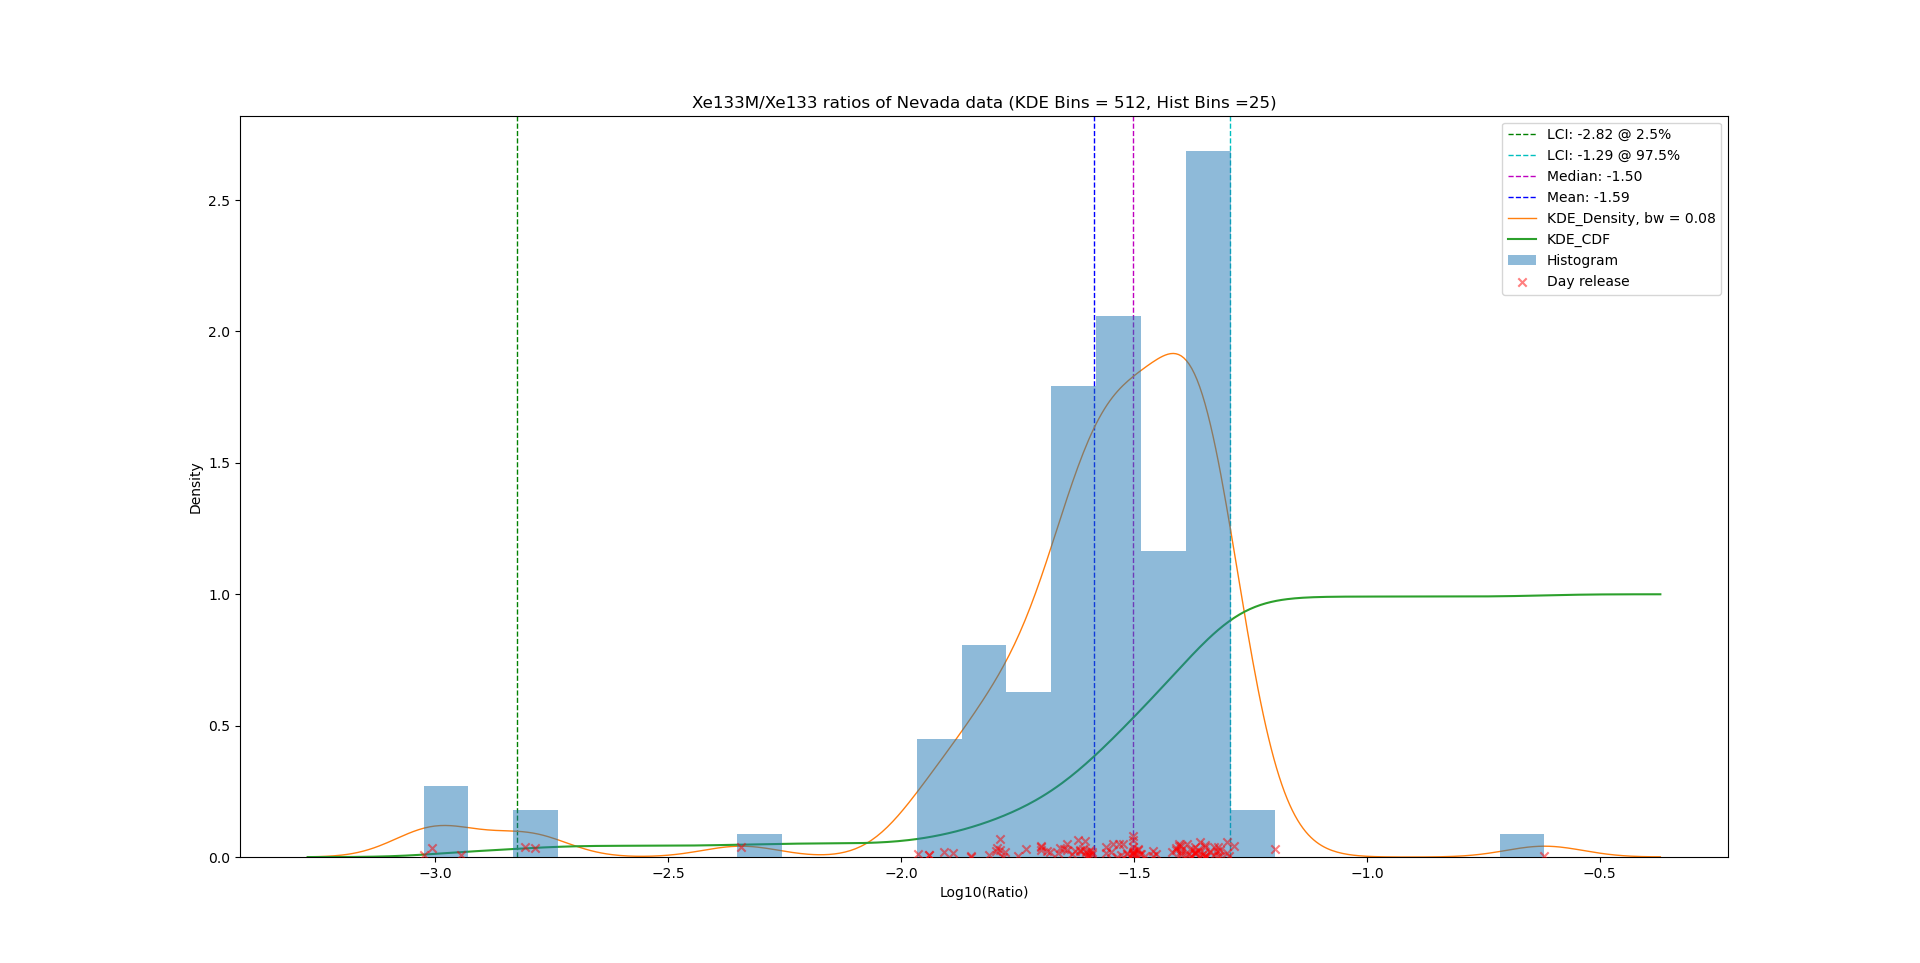 Xe133M/Xe133 ratios of Nevada data (KDE Bins = 512, Hist Bins =25)
LCI: -2.82 @ 2.5%
LCI: -1.29 @ 97.5%
Median: -1.50
Mean: -1.59
KDE_Density, bw = 0.08
KDE_CDF
Histogram
Day release
2.5
2.0
1.5
1.0
0.5
0.0
Density
−3.0 −2.5 −2.0 −1.5 −1.0 −0.5
Log10(Ratio)